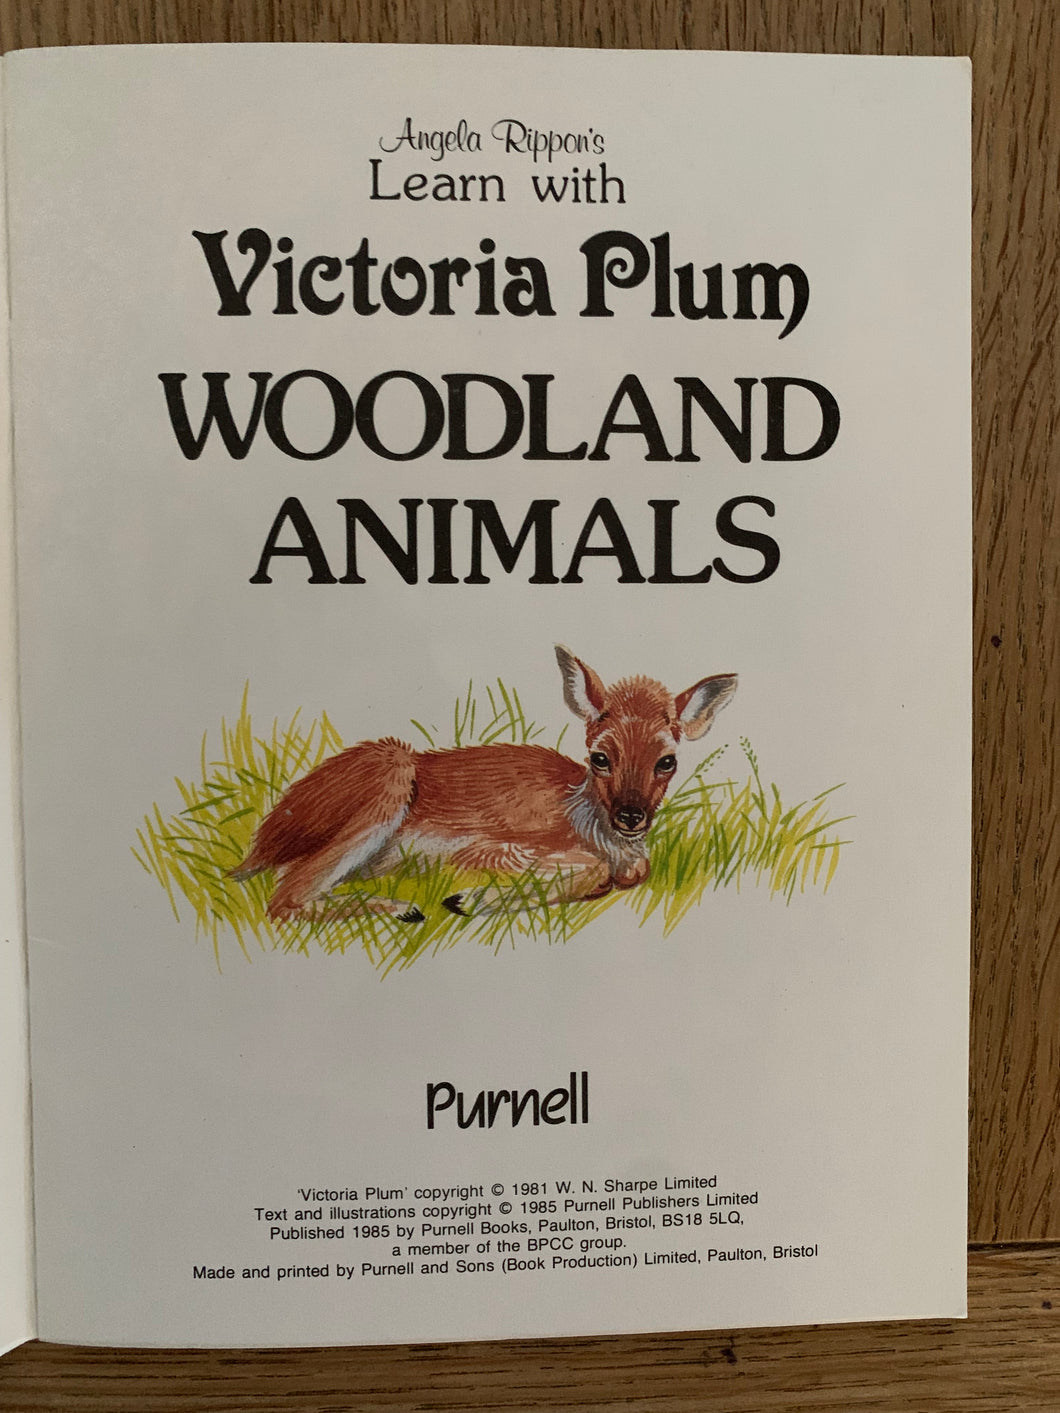 Angela Rippon's
Learn with
Victoria Plum
WOODLAND
ANIMALS
Purnell
'Victoria Plum' copyright © 1981 W. N. Sharpe Limited
Text and illustrations copyright © 1985 Purnell Publishers Limited
Published 1985 by Purnell Books, Paulton, Bristol, BS18 5LQ,
a member of the BPCC group.
Made and printed by Purnell and Sons (Book Production) Limited, Paulton, Bristol